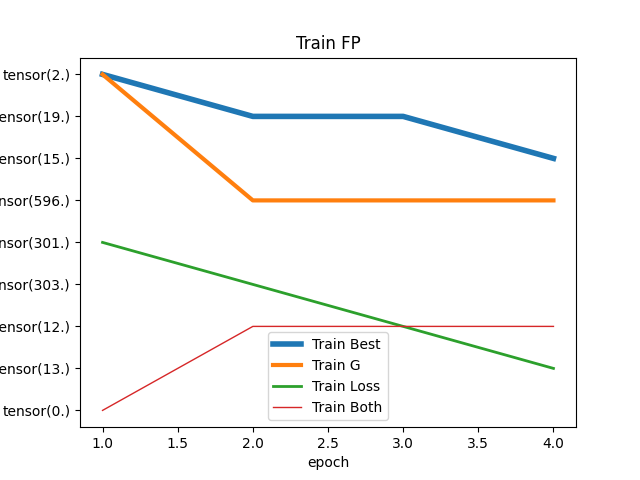 Train FP
tensor(2.)
ensor(19.)
ensor(15.)
nsor(596.)
nsor(301.)
nsor(303.)
ensor(12.)
ensor(13.)
tensor(0.)
Train Best
Train G
Train Loss
Train Both
1.0 1.5 2.0 2.5 3.0 3.5 4.0
epoch